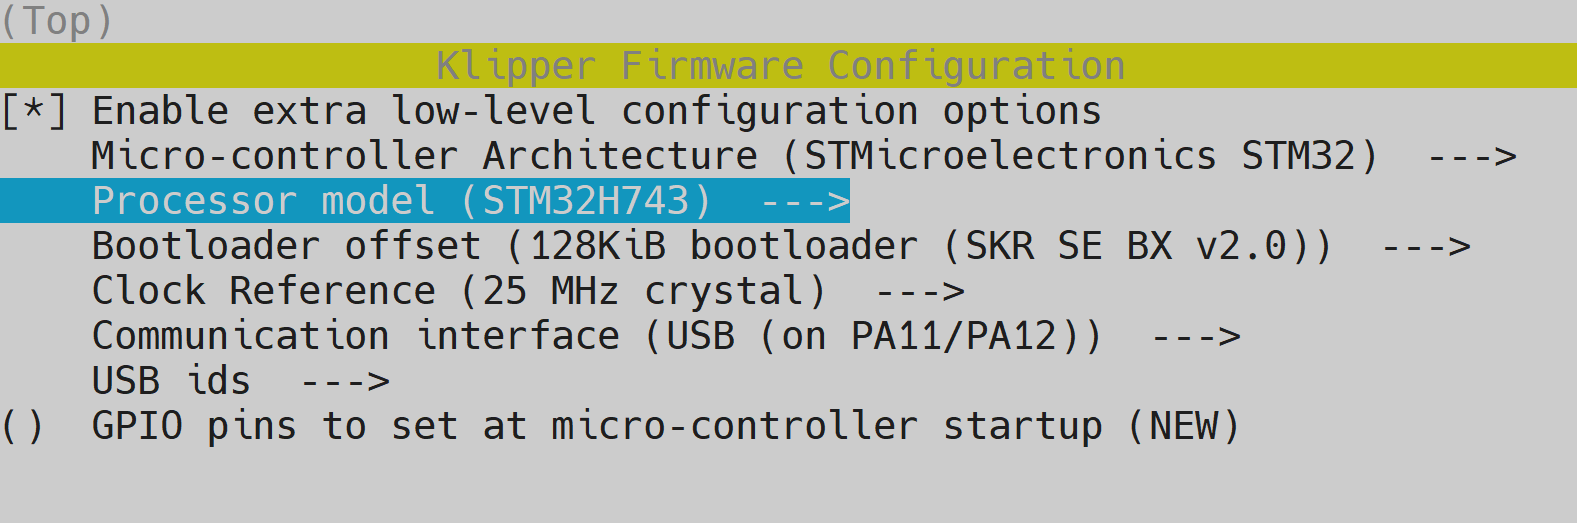 (Top)
Klipper Firmware Configuration
[*] Enable extra low-level configuration options
Micro-controller Architecture (STMicroelectronics STM32)  --->
Processor model (STM32H743)  --->
Bootloader offset (128KiB bootloader (SKR SE BX v2.0))  --->
Clock Reference (25 MHz crystal)  --->
Communication interface (USB (on PA11/PA12))  --->
USB ids  --->
() GPIO pins to set at micro-controller startup (NEW)